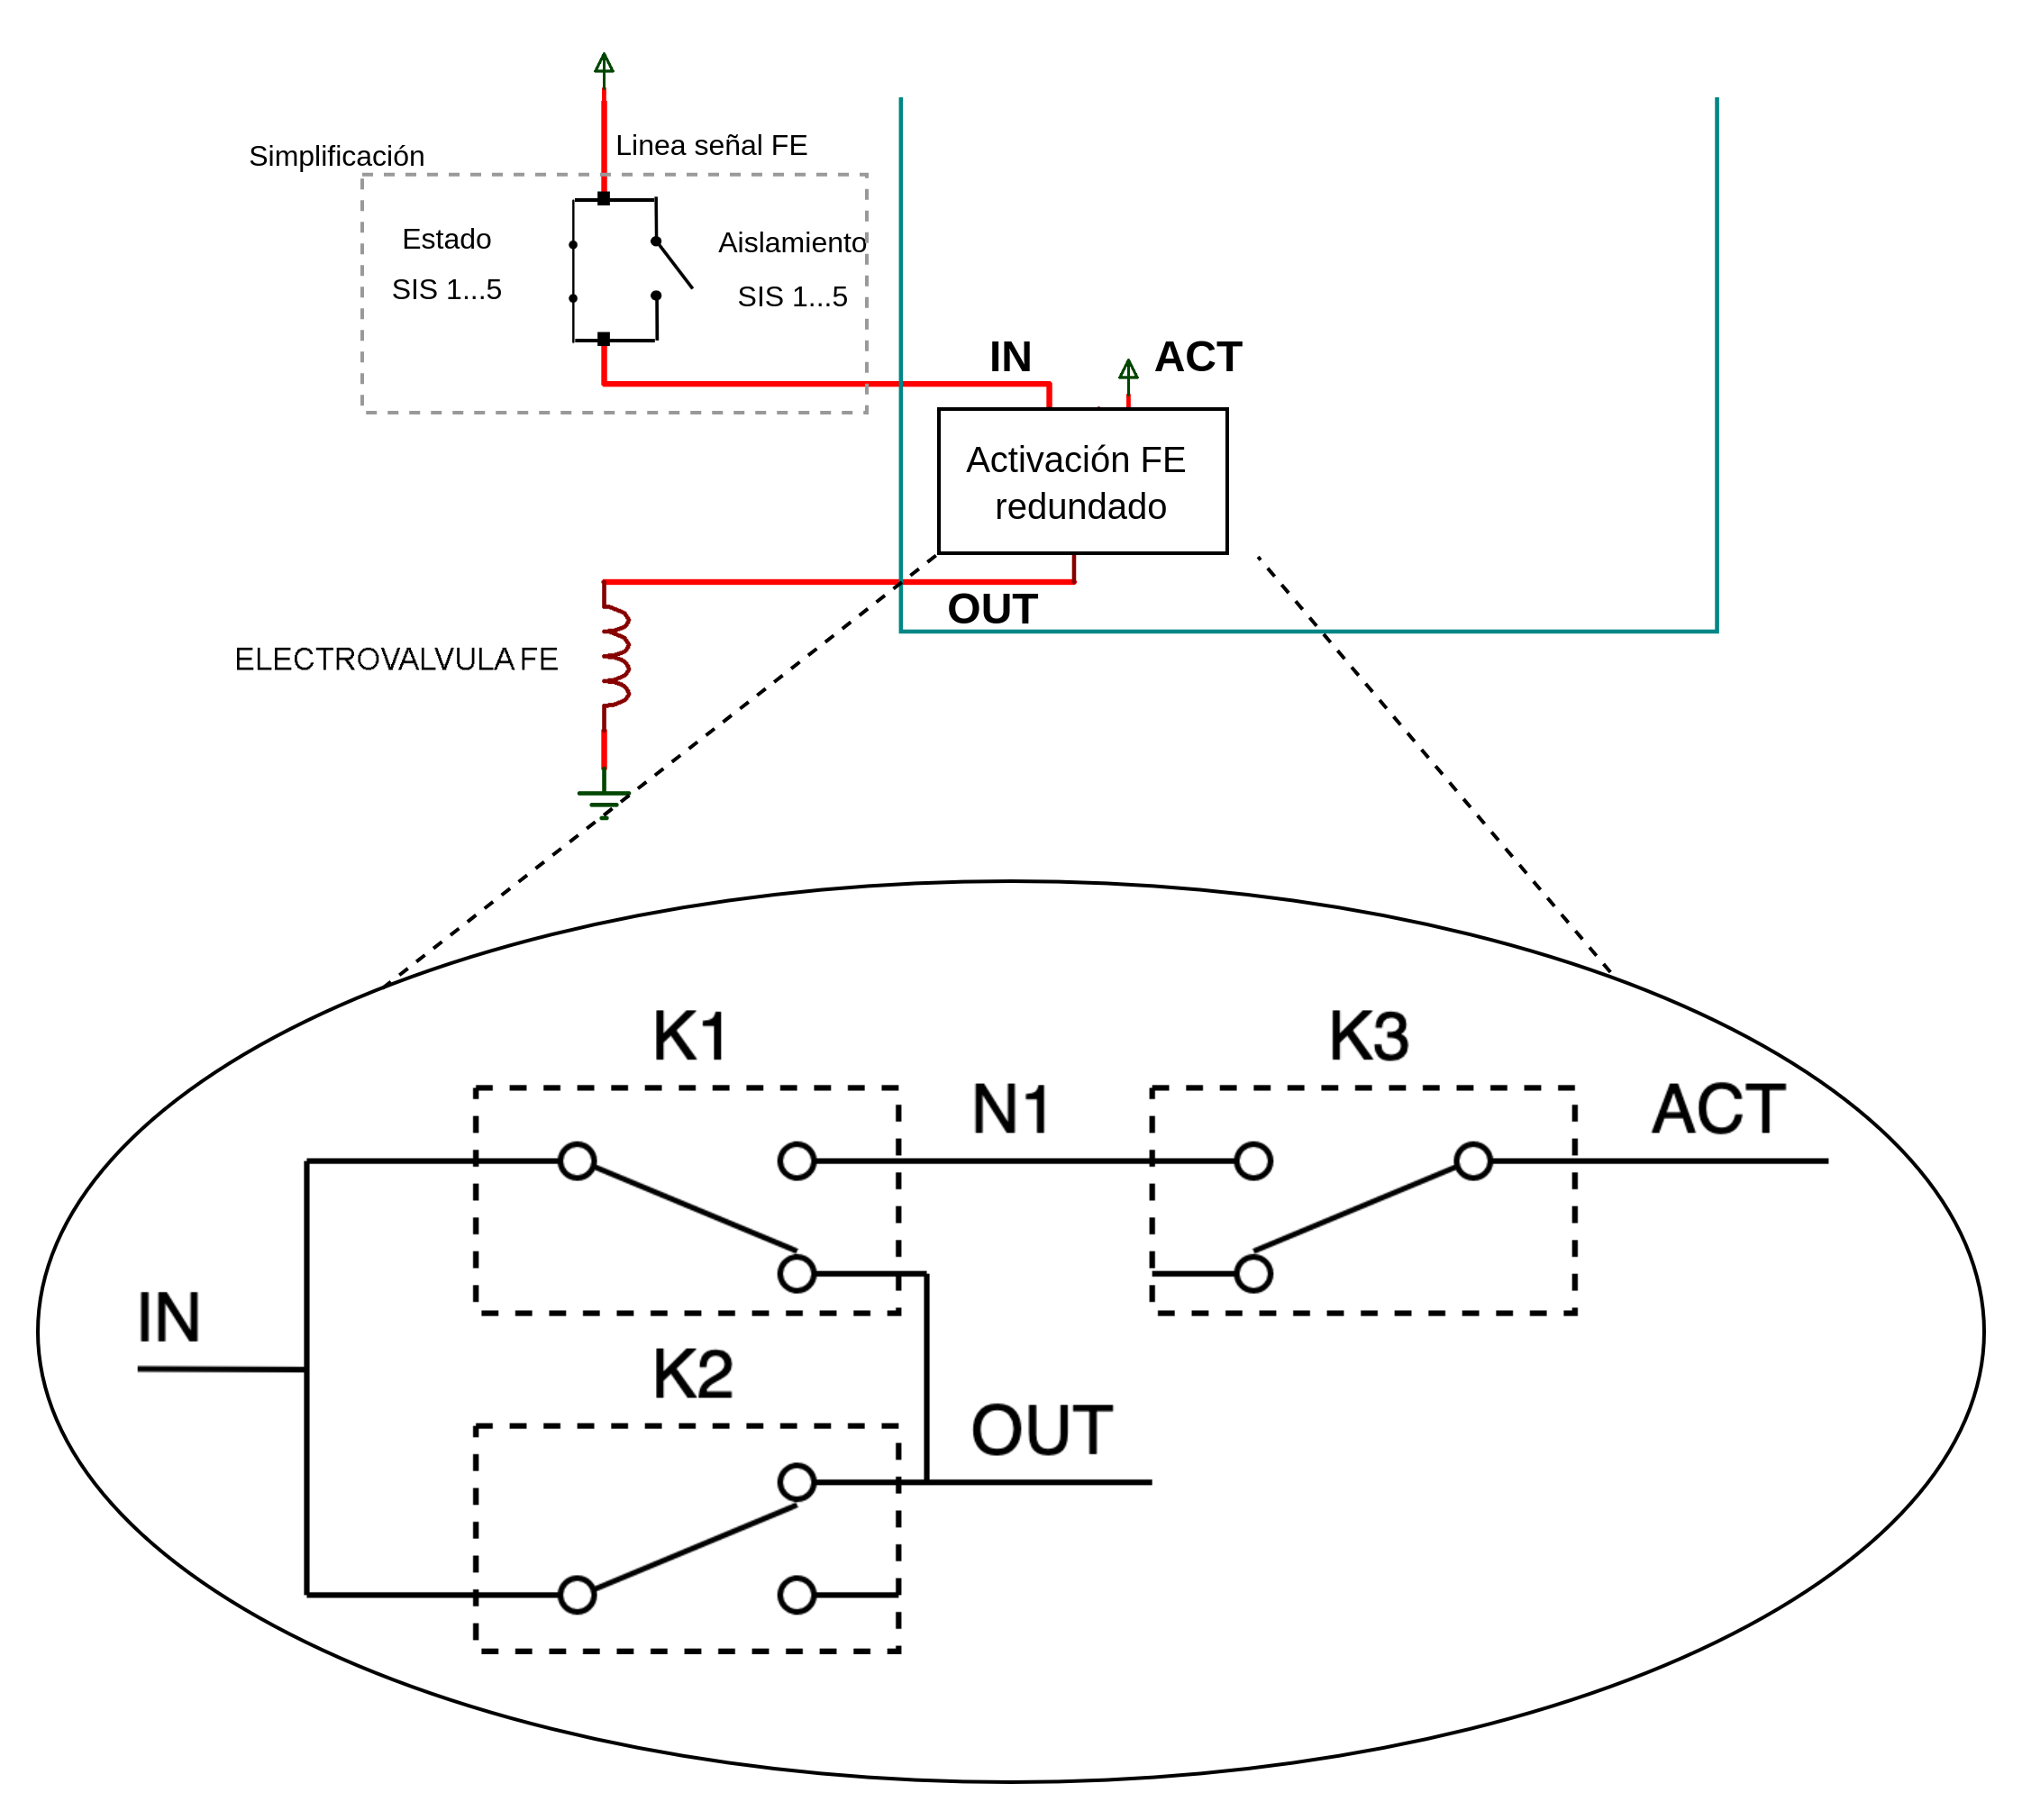 Linea señal FE
Simplificación
Estado
SIS 1...5
Aislamiento
SIS 1...5
IN
ACT
Activación FE
redundado
OUT
ELECTROVALVULA FE
K1
K3
N1
ACT
IN
K2
OUT